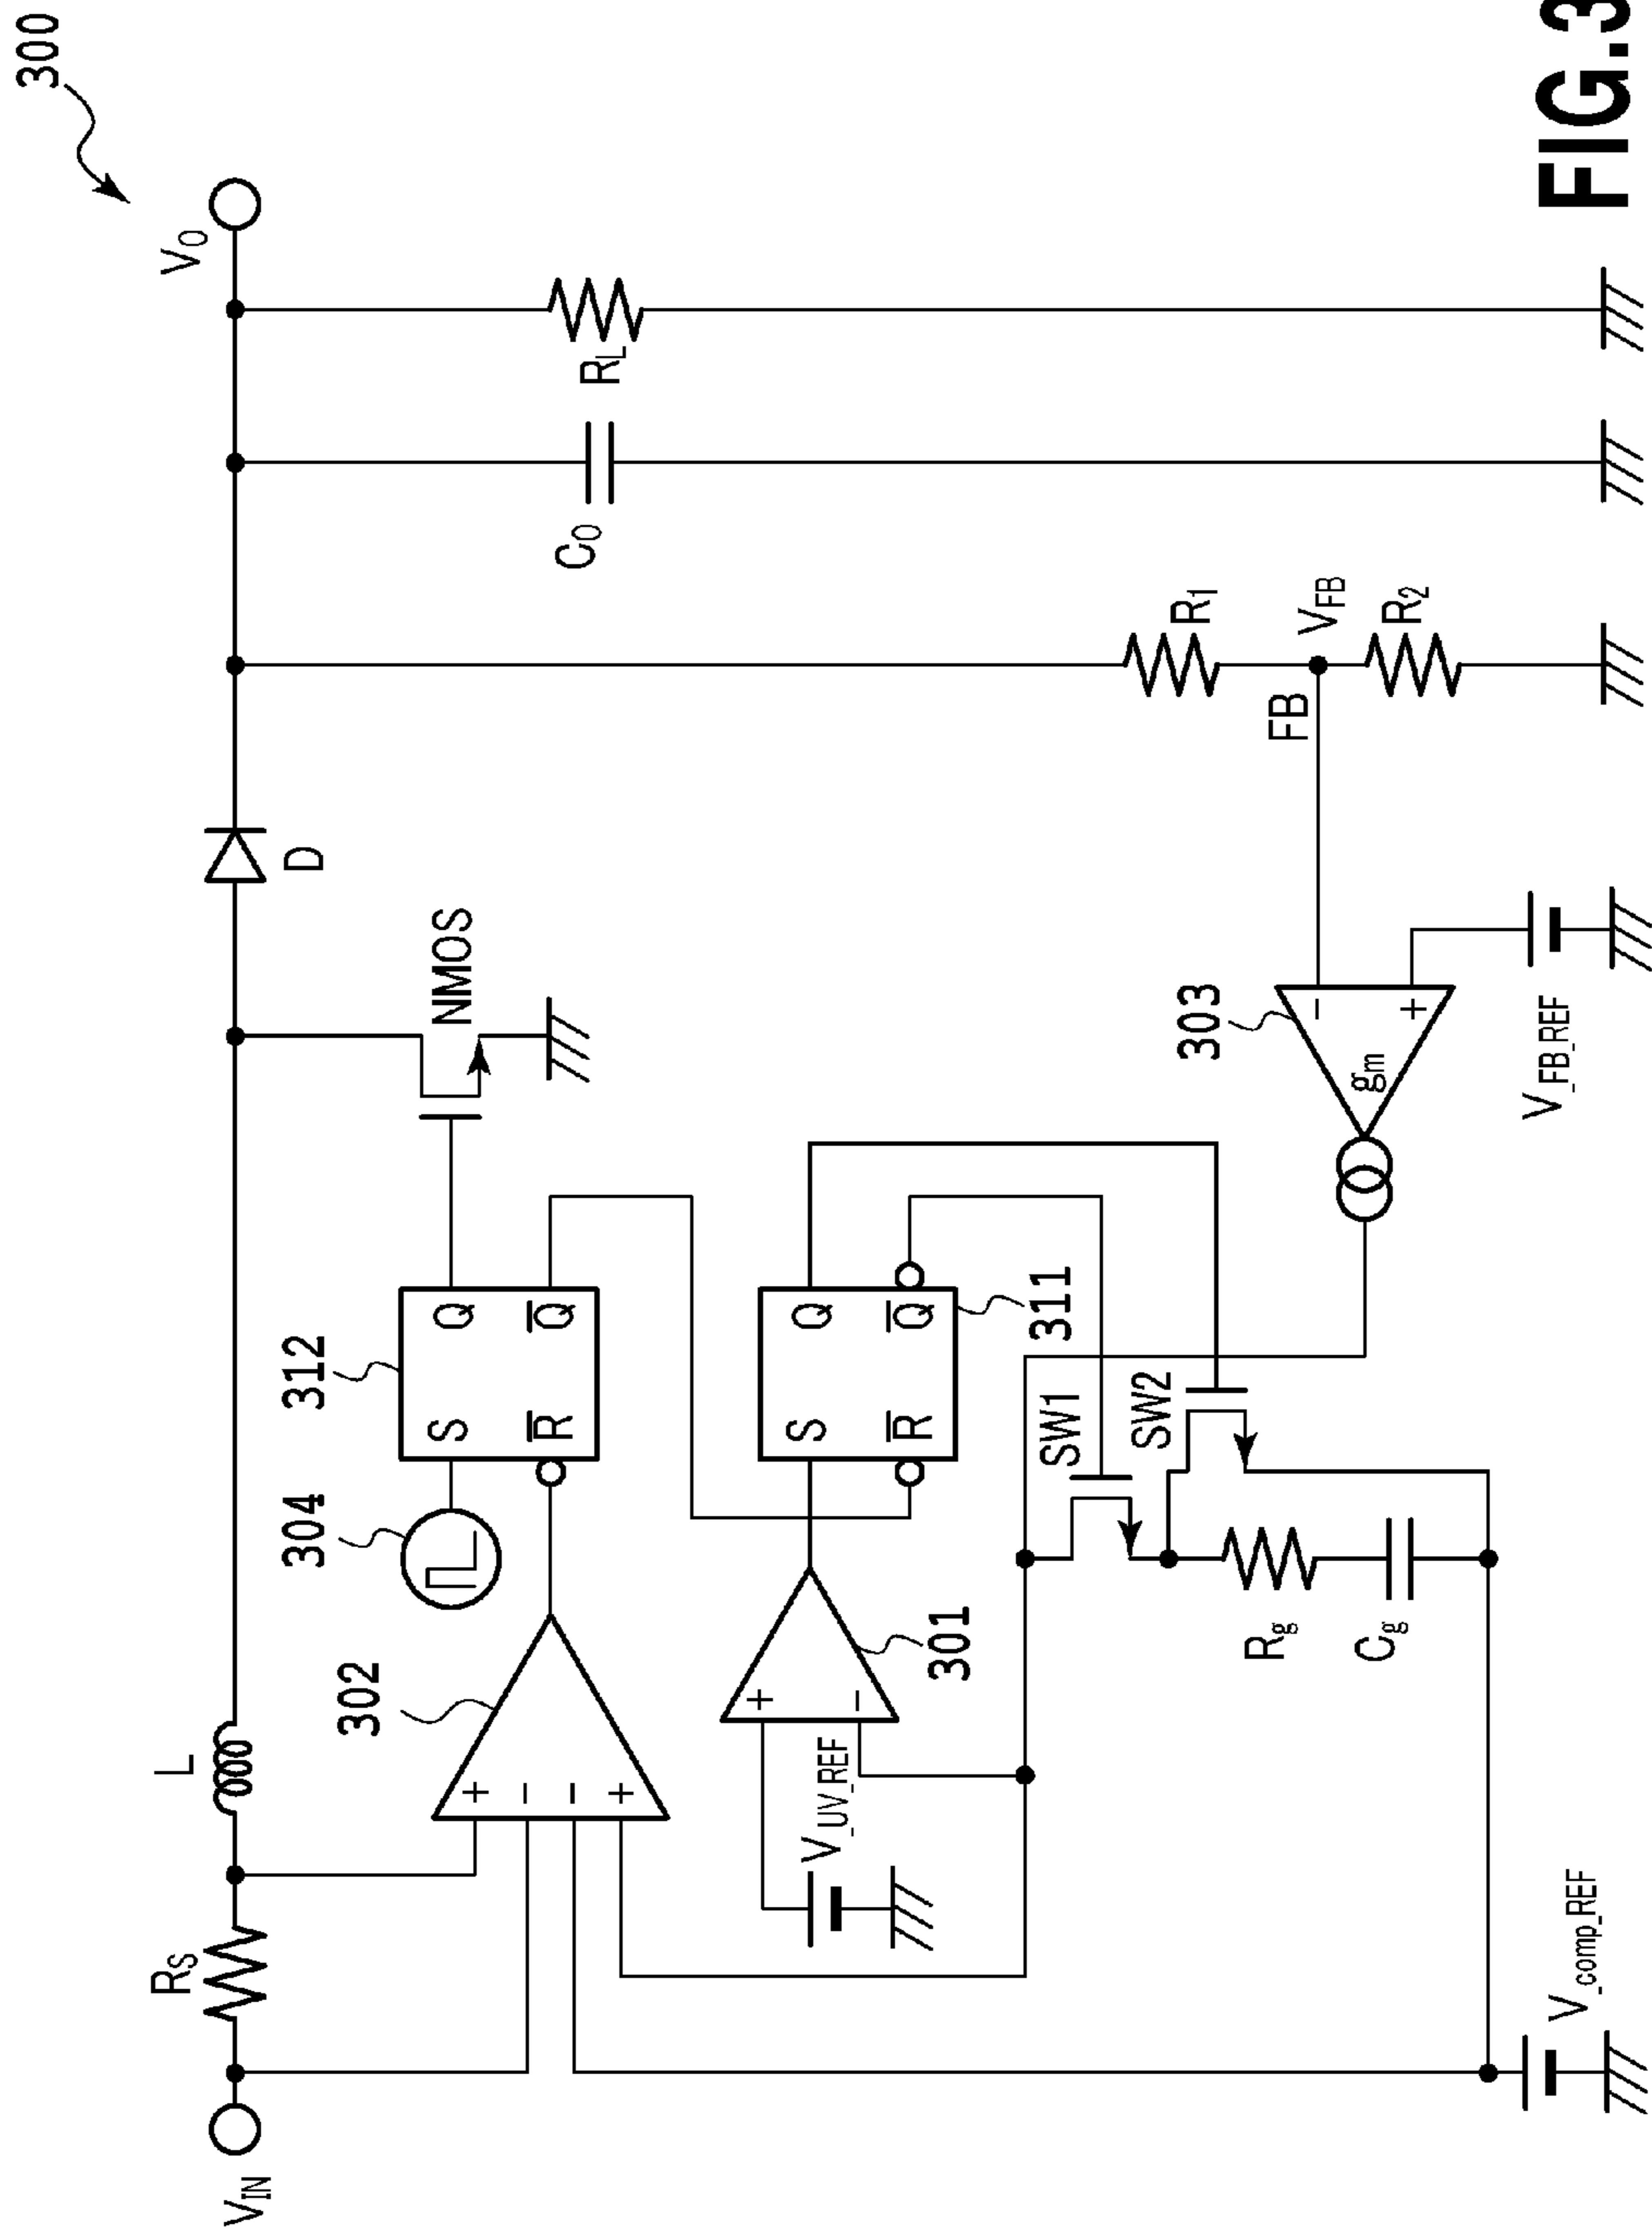 300
V_IN
R_S
L
D
V_O
302
+
−
−
+
304
312
S
Q
R̅
Q̅
NMOS
C_O
R_L
V_UV_REF
+
−
301
S
Q
R̅
Q̅
311
SW1
SW2
R_g
C_g
303
gm
−
+
FB
V_FB
R_1
R_2
V_comp_REF
V_FB_REF
FIG.3